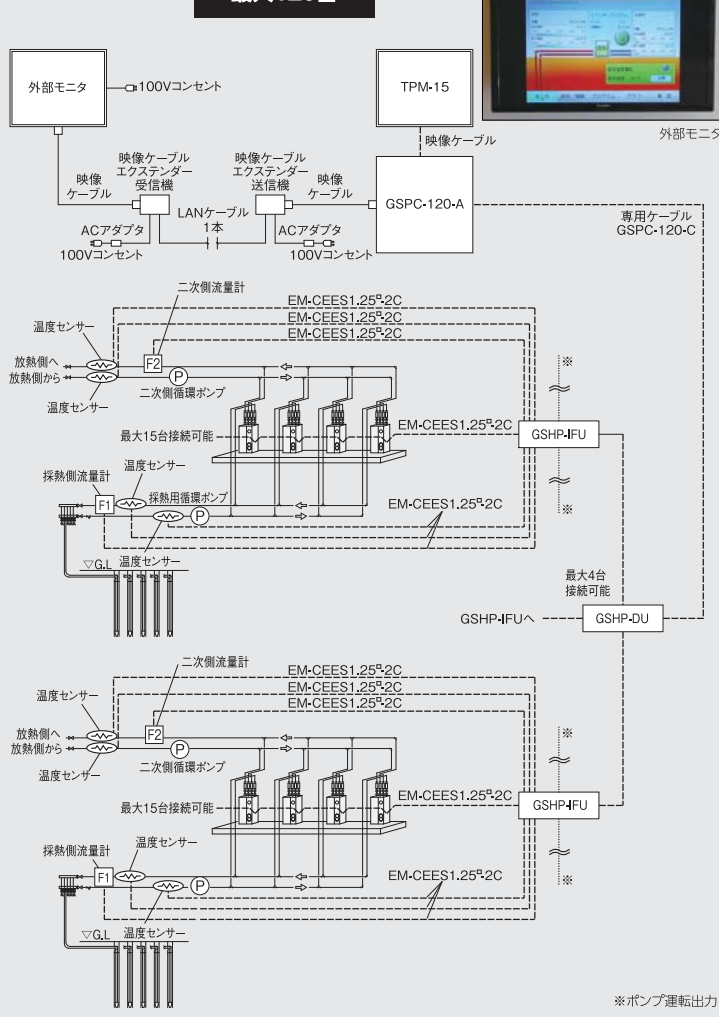 外部モニタ
100Vコンセント
TPM-15
外部モニタ
映像ケーブル
映像
ケーブル
映像ケーブル
エクステンダー
受信機
映像ケーブル
エクステンダー
送信機
映像
ケーブル
GSPC-120-A
LANケーブル
1本
ACアダプタ
100Vコンセント
ACアダプタ
100Vコンセント
専用ケーブル
GSPC-120-C
二次側流量計
EM-CEES1.25□-2C
EM-CEES1.25□-2C
EM-CEES1.25□-2C
温度センサー
F2
放熱側へ
放熱側から
P
温度センサー
二次側循環ポンプ
※
最大15台接続可能
EM-CEES1.25□-2C
GSHP-IFU
採熱側流量計
温度センサー
採熱用循環ポンプ
F1
P
EM-CEES1.25□-2C
※
▽G.L
温度センサー
最大4台
接続可能
GSHP-IFUへ
GSHP-DU
二次側流量計
EM-CEES1.25□-2C
EM-CEES1.25□-2C
EM-CEES1.25□-2C
温度センサー
F2
放熱側へ
放熱側から
P
温度センサー
二次側循環ポンプ
※
最大15台接続可能
EM-CEES1.25□-2C
GSHP-IFU
採熱側流量計
温度センサー
F1
P
EM-CEES1.25□-2C
※
▽G.L
温度センサー
※ポンプ運転出力